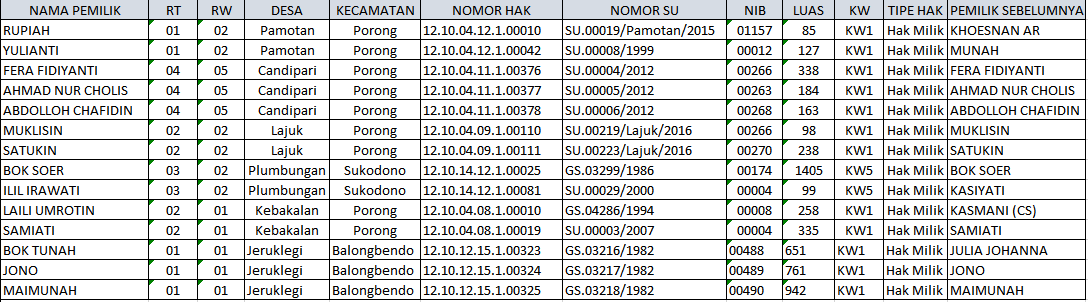 NAMA PEMILIK RT RW DESA KECAMATAN NOMOR HAK NOMOR SU NIB LUAS KW TIPE HAK PEMILIK SEBELUMNYA
RUPIAH 01 02 Pamotan Porong 12.10.04.12.1.00010 SU.00019/Pamotan/2015 01157 85 KW1 Hak Milik KHOESNAN AR
YULIANTI 01 02 Pamotan Porong 12.10.04.12.1.00042 SU.00008/1999 00012 127 KW1 Hak Milik MUNAH
FERA FIDIYANTI 04 05 Candipari Porong 12.10.04.11.1.00376 SU.00004/2012 00266 338 KW1 Hak Milik FERA FIDIYANTI
AHMAD NUR CHOLIS 04 05 Candipari Porong 12.10.04.11.1.00377 SU.00005/2012 00263 184 KW1 Hak Milik AHMAD NUR CHOLIS
ABDOLLOH CHAFIDIN 04 05 Candipari Porong 12.10.04.11.1.00378 SU.00006/2012 00268 163 KW1 Hak Milik ABDOLLOH CHAFIDIN
MUKLISIN 02 02 Lajuk Porong 12.10.04.09.1.00110 SU.00219/Lajuk/2016 00266 98 KW1 Hak Milik MUKLISIN
SATUKIN 02 02 Lajuk Porong 12.10.04.09.1.00111 SU.00223/Lajuk/2016 00270 238 KW1 Hak Milik SATUKIN
BOK SOER 03 02 Plumbungan Sukodono 12.10.14.12.1.00025 GS.03299/1986 00174 1405 KW5 Hak Milik BOK SOER
ILIL IRAWATI 03 02 Plumbungan Sukodono 12.10.14.12.1.00081 SU.00029/2000 00004 99 KW5 Hak Milik KASIYATI
LAILI UMROTIN 02 01 Kebakalan Porong 12.10.04.08.1.00010 GS.04286/1994 00008 258 KW1 Hak Milik KASMANI (CS)
SAMIATI 02 01 Kebakalan Porong 12.10.04.08.1.00019 SU.00003/2007 00004 335 KW1 Hak Milik SAMIATI
BOK TUNAH 01 01 Jeruklegi Balongbendo 12.10.12.15.1.00323 GS.03216/1982 00488 651 KW1 Hak Milik JULIA JOHANNA
JONO 01 01 Jeruklegi Balongbendo 12.10.12.15.1.00324 GS.03217/1982 00489 761 KW1 Hak Milik JONO
MAIMUNAH 01 01 Jeruklegi Balongbendo 12.10.12.15.1.00325 GS.03218/1982 00490 942 KW1 Hak Milik MAIMUNAH